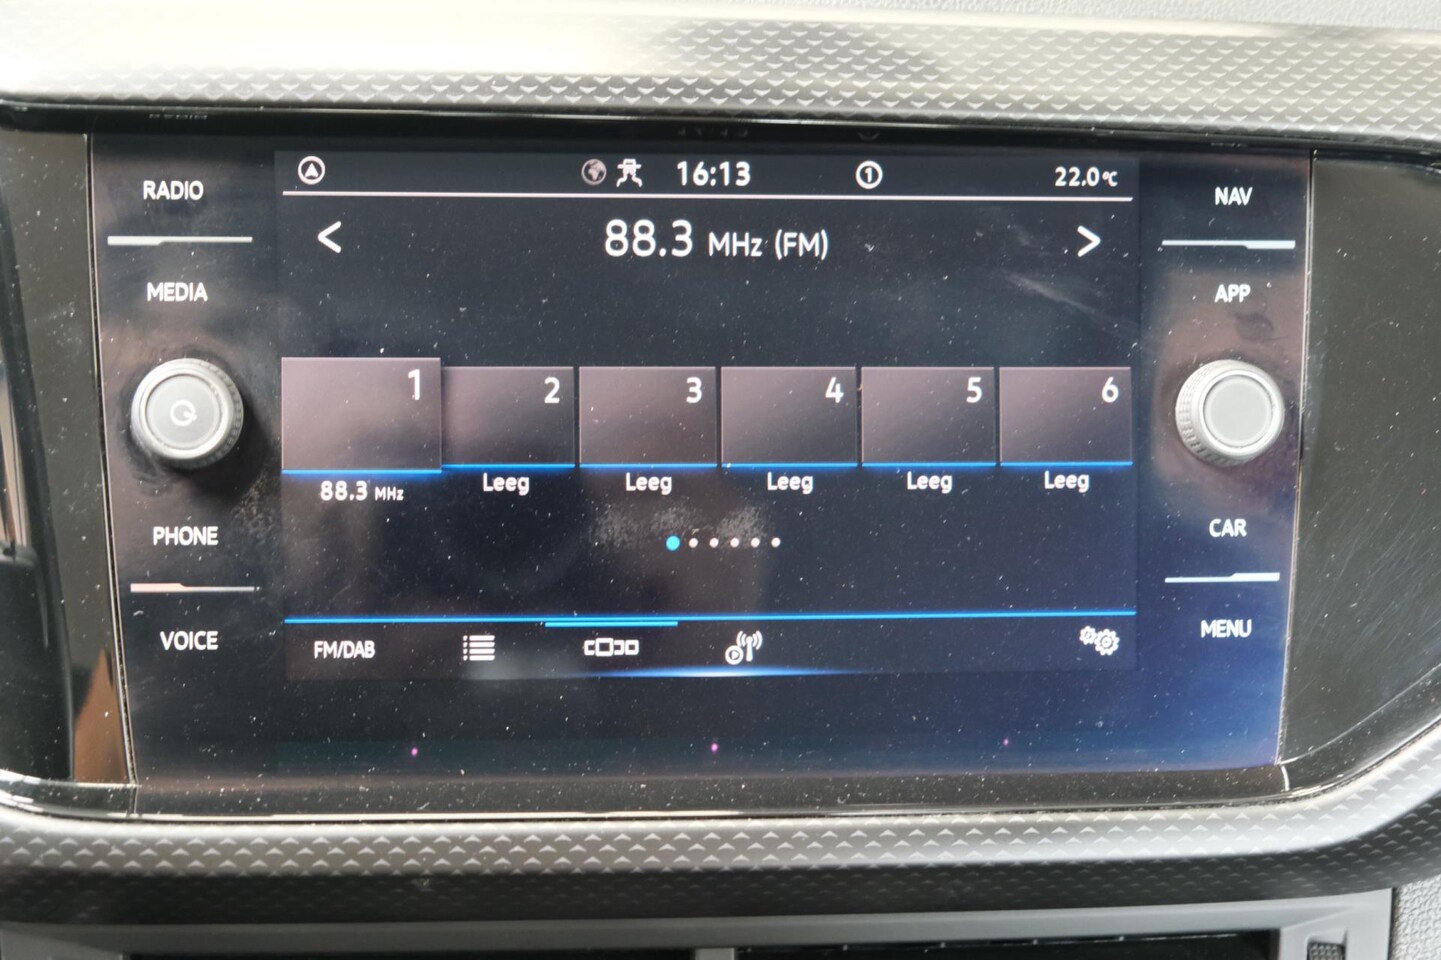 RADIO
MEDIA
PHONE
VOICE
16:13
1
22.0°C
88.3 MHz (FM)
1
2
3
4
5
6
88.3 MHz
Leeg
Leeg
Leeg
Leeg
Leeg
FM/DAB
NAV
APP
CAR
MENU